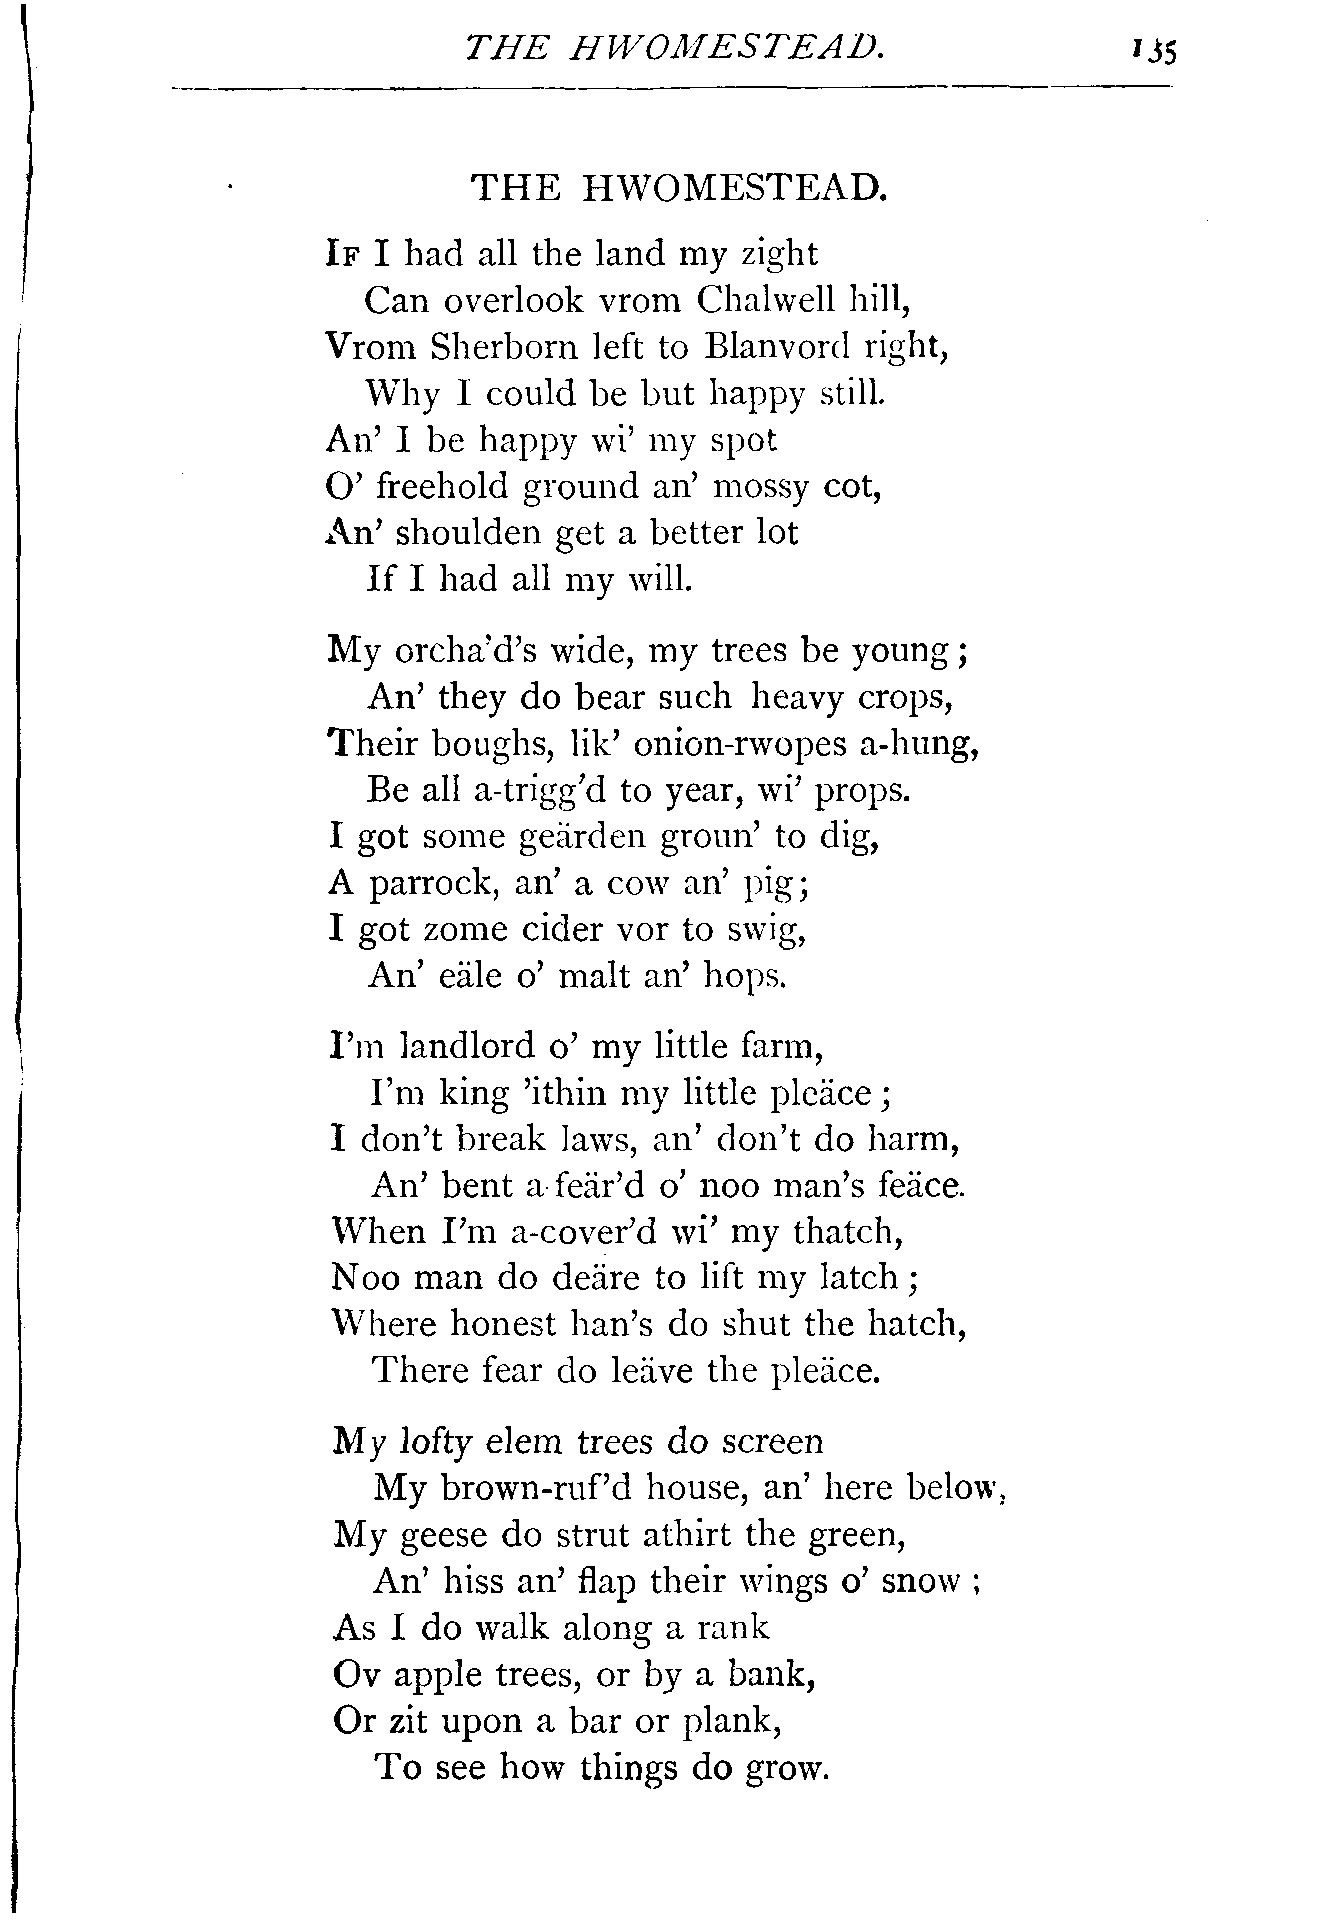 THE HWOMESTEAD. 135
THE HWOMESTEAD.
IF I had all the land my zight
Can overlook vrom Chalwell hill,
Vrom Sherborn left to Blanvord right,
Why I could be but happy still.
An’ I be happy wi’ my spot
O’ freehold ground an’ mossy cot,
An’ shoulden get a better lot
If I had all my will.
My orcha’d’s wide, my trees be young;
An’ they do bear such heavy crops,
Their boughs, lik’ onion-rwopes a-hung,
Be all a-trigg’d to year, wi’ props.
I got some geärden groun’ to dig,
A parrock, an’ a cow an’ pig;
I got zome cider vor to swig,
An’ eäle o’ malt an’ hops.
I’m landlord o’ my little farm,
I’m king ’ithin my little pleäce;
I don’t break laws, an’ don’t do harm,
An’ bent a-feär’d o’ noo man’s feäce.
When I’m a-cover’d wi’ my thatch,
Noo man do deäre to lift my latch;
Where honest han’s do shut the hatch,
There fear do leäve the pleäce.
My lofty elem trees do screen
My brown-ruf’d house, an’ here below,
My geese do strut athirt the green,
An’ hiss an’ flap their wings o’ snow;
As I do walk along a rank
Ov apple trees, or by a bank,
Or zit upon a bar or plank,
To see how things do grow.